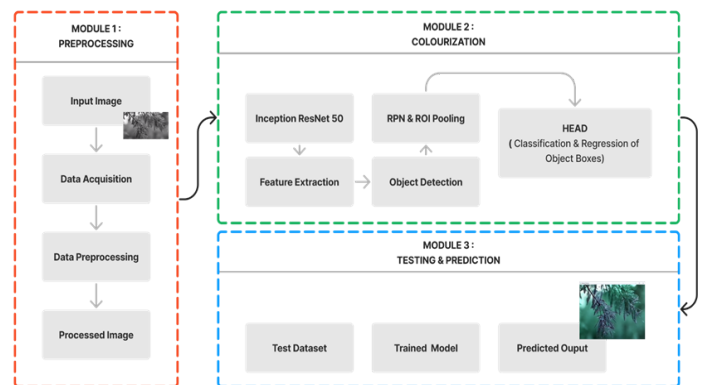 MODULE 1 :
PREPROCESSING
Input Image
Data Acquisition
Data Preprocessing
Processed Image
MODULE 2 :
COLOURIZATION
Inception ResNet 50
RPN & ROI Pooling
HEAD
( Classification & Regression of
Object Boxes)
Feature Extraction
Object Detection
MODULE 3 :
TESTING & PREDICTION
Test Dataset
Trained Model
Predicted Ouput